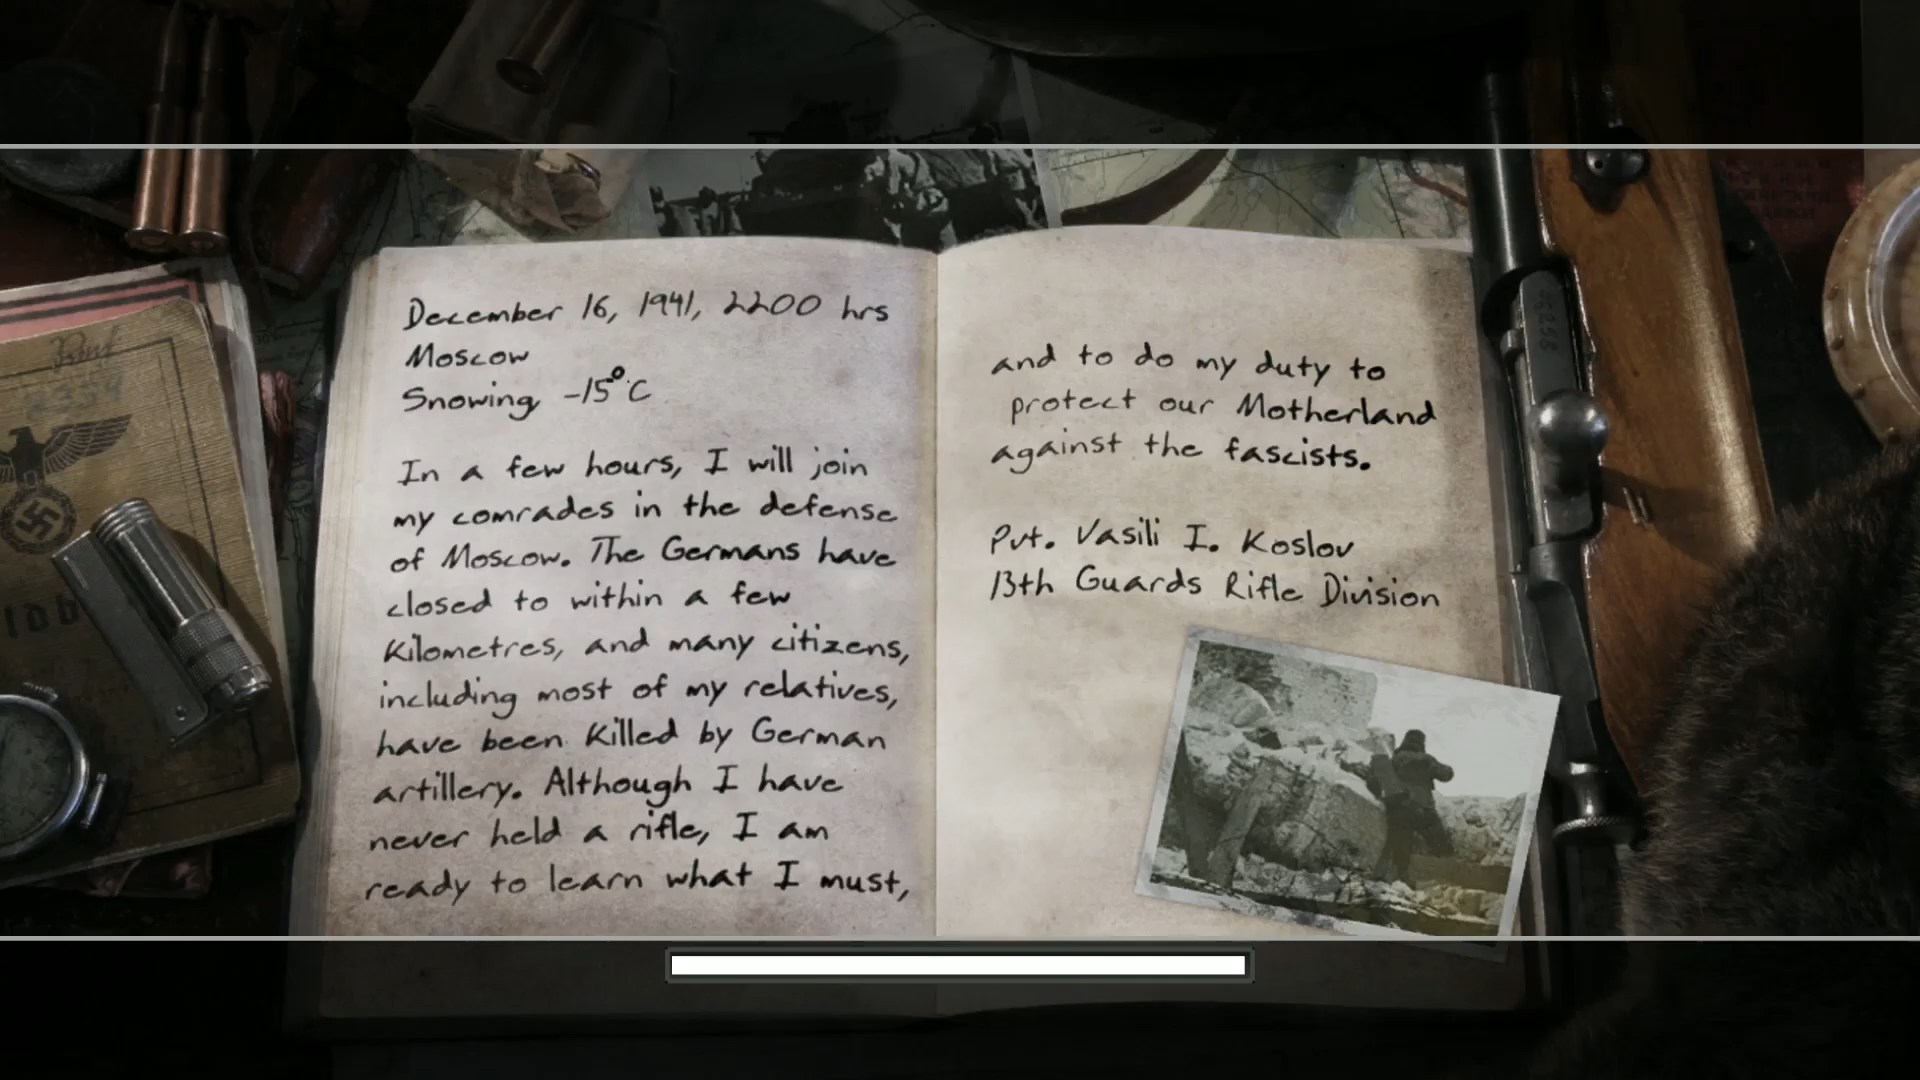 December 16, 1941, 2200 hrs
Moscow
Snowing -15°C
In a few hours, I will join
my comrades in the defense
of Moscow. The Germans have
closed to within a few
kilometres, and many citizens,
including most of my relatives,
have been killed by German
artillery. Although I have
never held a rifle, I am
ready to learn what I must,
and to do my duty to
protect our Motherland
against the fascists.
Pvt. Vasili I. Koslov
13th Guards Rifle Division